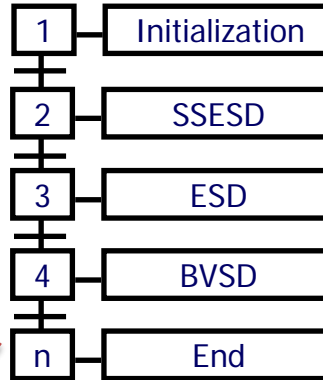 1 Initialization
2 SSESD
3 ESD
4 BVSD
n End